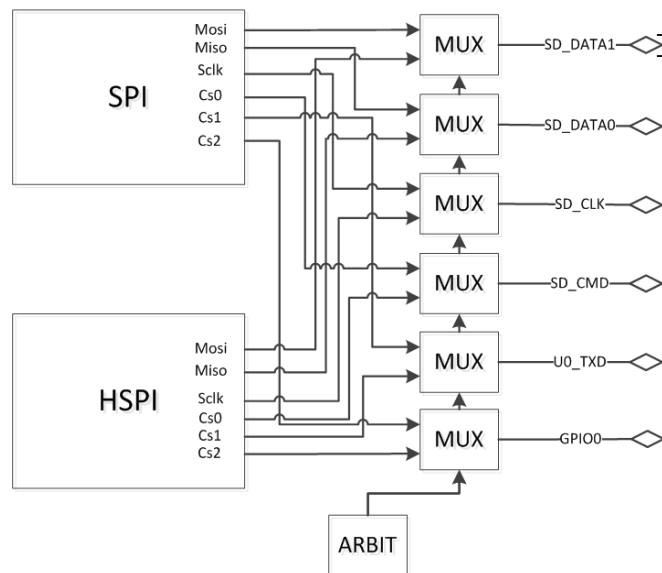 SPI
Mosi
Miso
Sclk
Cs0
Cs1
Cs2
HSPI
Mosi
Miso
Sclk
Cs0
Cs1
Cs2
MUX
SD_DATA1
MUX
SD_DATA0
MUX
SD_CLK
MUX
SD_CMD
MUX
U0_TXD
MUX
GPIO0
ARBIT